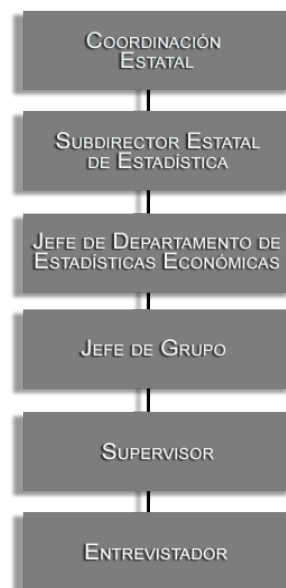 Coordinación
Estatal
Subdirector Estatal
de Estadística
Jefe de Departamento de
Estadísticas Económicas
Jefe de Grupo
Supervisor
Entrevistador